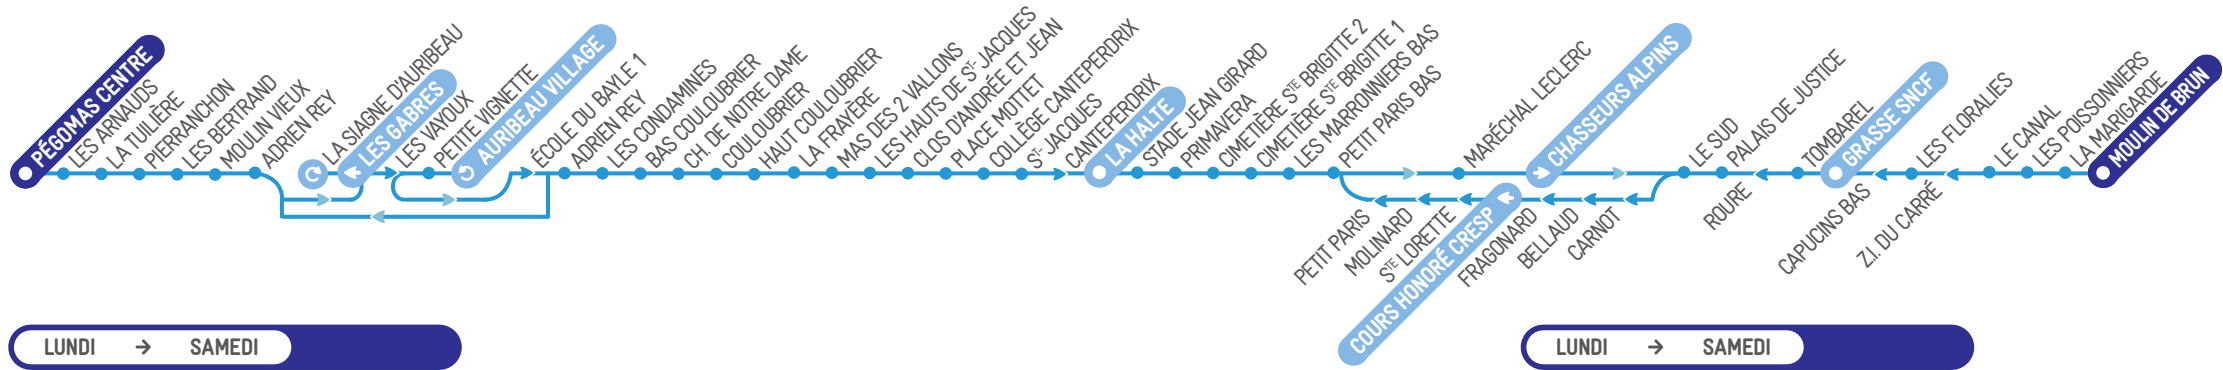 PÉGOMAS CENTRE
LES ARNAUDS
LA TUILIÈRE
PIERRANCHON
LES BERTRAND
MOULIN VIEUX
ADRIEN REY
LA SIAGNE D'AURIBEAU
LES GABRES
LES VAYOUX
PETITE VIGNETTE
AURIBEAU VILLAGE
ÉCOLE DU BAYLE 1
ADRIEN REY
LES CONDAMINES
BAS COULOUBRIER
CH. DE NOTRE DAME
COULOUBRIER
HAUT COULOUBRIER
LA FRAYÈRE
MAS DES 2 VALLONS
LES HAUTS DE ST-JACQUES
CLOS D'ANDRÉE ET JEAN
PLACE MOTTET
COLLÈGE CANTEPERDRIX
ST-JACQUES
CANTEPERDRIX
LA HALTE
STADE JEAN GIRARD
PRIMAVERA
CIMETIÈRE STE BRIGITTE 2
CIMETIÈRE STE BRIGITTE 1
LES MARRONNIERS BAS
PETIT PARIS BAS
MARÉCHAL LECLERC
CHASSEURS ALPINS
LE SUD
PALAIS DE JUSTICE
TOMBAREL
GRASSE SNCF
LES FLORALIES
LE CANAL
LES POISSONNIERS
LA MARIGARDE
MOULIN DE BRUN
PETIT PARIS
MOLINARD
STE LORETTE
COURS HONORÉ CRESP
FRAGONARD
BELLAUD
CARNOT
ROURE
CAPUCINS BAS
Z.I. DU CARRÉ
LUNDI → SAMEDI
LUNDI → SAMEDI